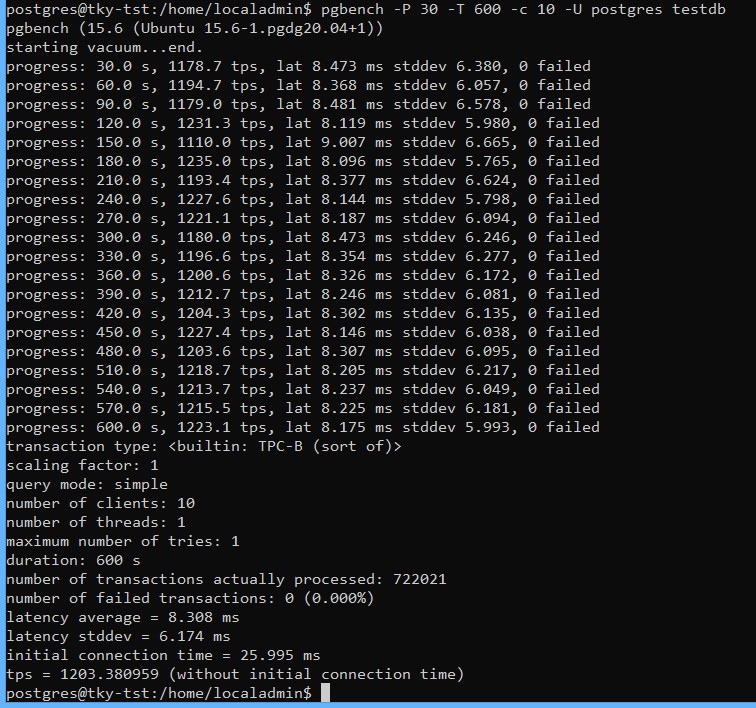 postgres@tky-tst:/home/localadmin$ pgbench -P 30 -T 600 -c 10 -U postgres testdb
pgbench (15.6 (Ubuntu 15.6-1.pgdg20.04+1))
starting vacuum...end.
progress: 30.0 s, 1178.7 tps, lat 8.473 ms stddev 6.380, 0 failed
progress: 60.0 s, 1194.7 tps, lat 8.368 ms stddev 6.057, 0 failed
progress: 90.0 s, 1179.0 tps, lat 8.481 ms stddev 6.578, 0 failed
progress: 120.0 s, 1231.3 tps, lat 8.119 ms stddev 5.980, 0 failed
progress: 150.0 s, 1110.0 tps, lat 9.007 ms stddev 6.665, 0 failed
progress: 180.0 s, 1235.0 tps, lat 8.096 ms stddev 5.765, 0 failed
progress: 210.0 s, 1193.4 tps, lat 8.377 ms stddev 6.624, 0 failed
progress: 240.0 s, 1227.6 tps, lat 8.144 ms stddev 5.798, 0 failed
progress: 270.0 s, 1221.1 tps, lat 8.187 ms stddev 6.094, 0 failed
progress: 300.0 s, 1180.0 tps, lat 8.473 ms stddev 6.246, 0 failed
progress: 330.0 s, 1196.6 tps, lat 8.354 ms stddev 6.277, 0 failed
progress: 360.0 s, 1200.6 tps, lat 8.326 ms stddev 6.172, 0 failed
progress: 390.0 s, 1212.7 tps, lat 8.246 ms stddev 6.081, 0 failed
progress: 420.0 s, 1204.3 tps, lat 8.302 ms stddev 6.135, 0 failed
progress: 450.0 s, 1227.4 tps, lat 8.146 ms stddev 6.038, 0 failed
progress: 480.0 s, 1203.6 tps, lat 8.307 ms stddev 6.095, 0 failed
progress: 510.0 s, 1218.7 tps, lat 8.205 ms stddev 6.217, 0 failed
progress: 540.0 s, 1213.7 tps, lat 8.237 ms stddev 6.049, 0 failed
progress: 570.0 s, 1215.5 tps, lat 8.225 ms stddev 6.181, 0 failed
progress: 600.0 s, 1223.1 tps, lat 8.175 ms stddev 5.993, 0 failed
transaction type: <builtin: TPC-B (sort of)>
scaling factor: 1
query mode: simple
number of clients: 10
number of threads: 1
maximum number of tries: 1
duration: 600 s
number of transactions actually processed: 722021
number of failed transactions: 0 (0.000%)
latency average = 8.308 ms
latency stddev = 6.174 ms
initial connection time = 25.995 ms
tps = 1203.380959 (without initial connection time)
postgres@tky-tst:/home/localadmin$